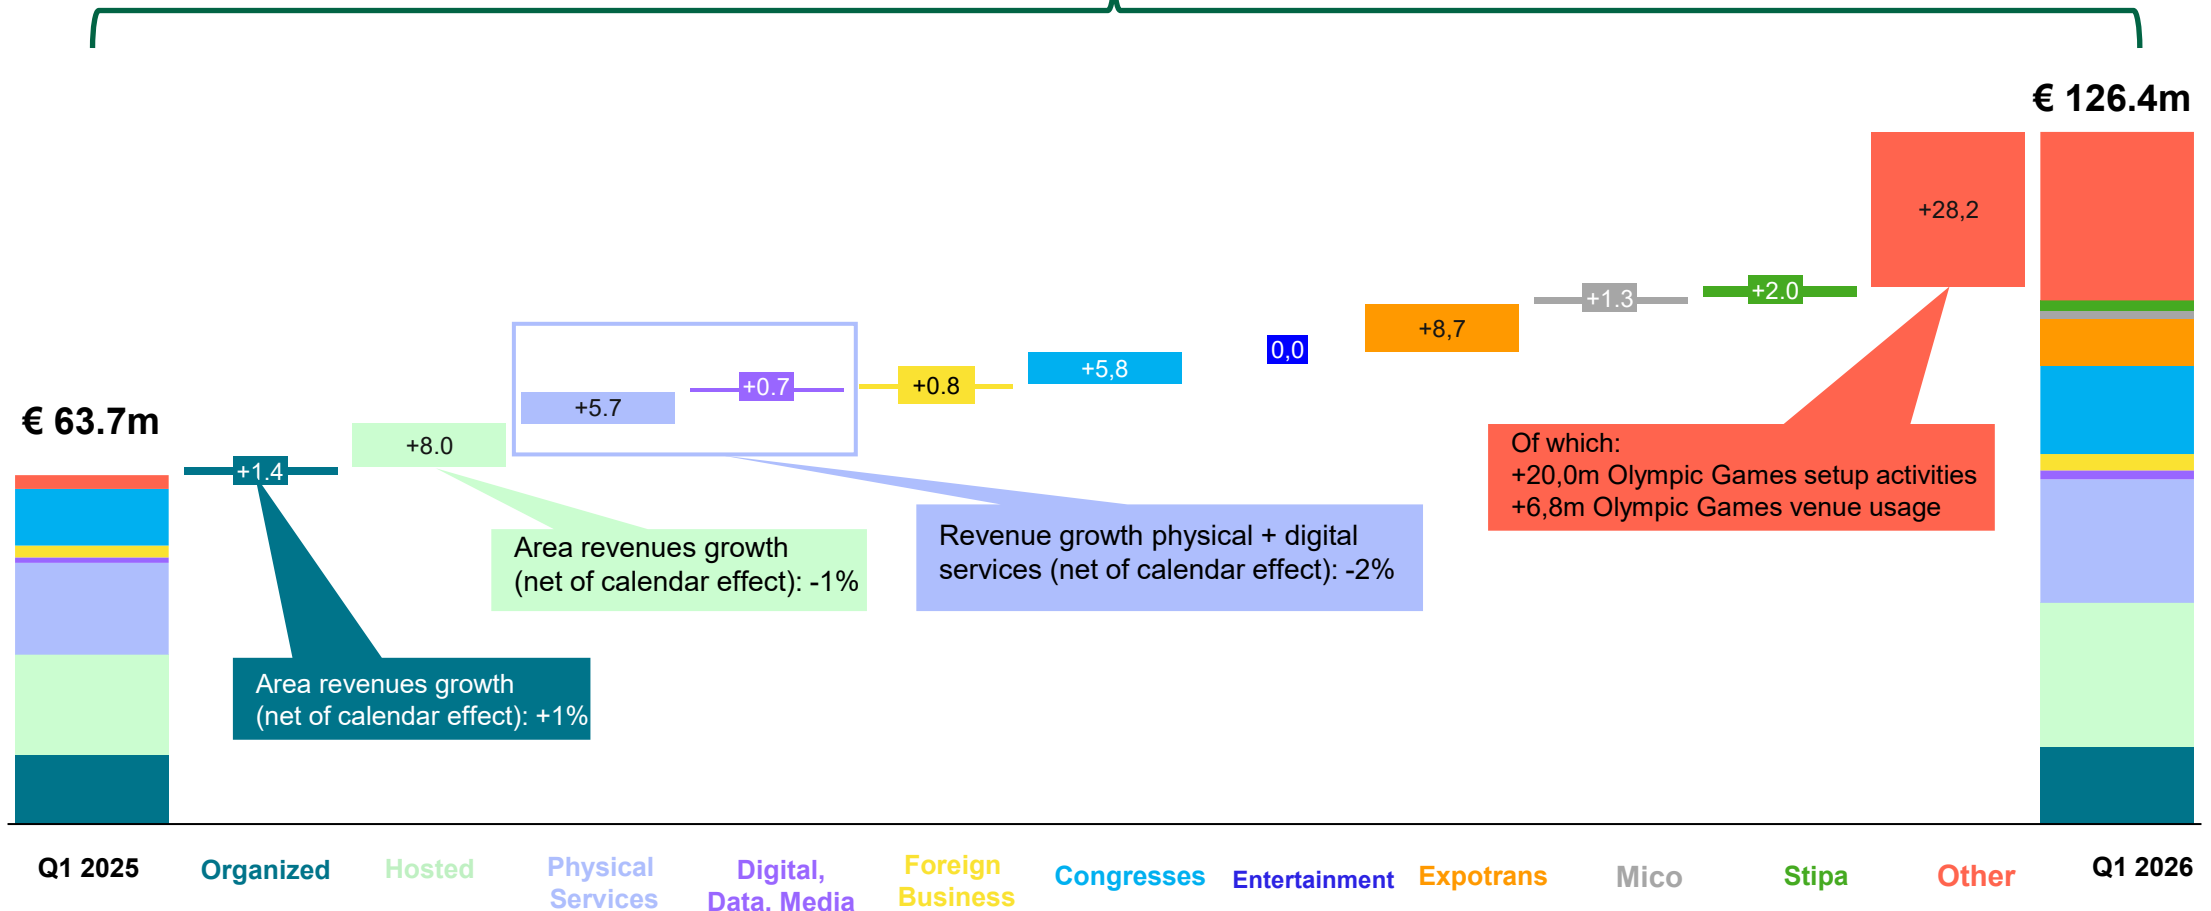 € 126.4m
+28,2
+2.0
+1.3
+8,7
0,0
+5,8
+0.8
+0.7
+5.7
+8.0
€ 63.7m
+1.4
Of which:
+20,0m Olympic Games setup activities
+6,8m Olympic Games venue usage
Revenue growth physical + digital
services (net of calendar effect): -2%
Area revenues growth
(net of calendar effect): -1%
Area revenues growth
(net of calendar effect): +1%
Q1 2025
Organized
Hosted
Physical
Services
Digital,
Data. Media
Foreign
Business
Congresses
Entertainment
Expotrans
Mico
Stipa
Other
Q1 2026